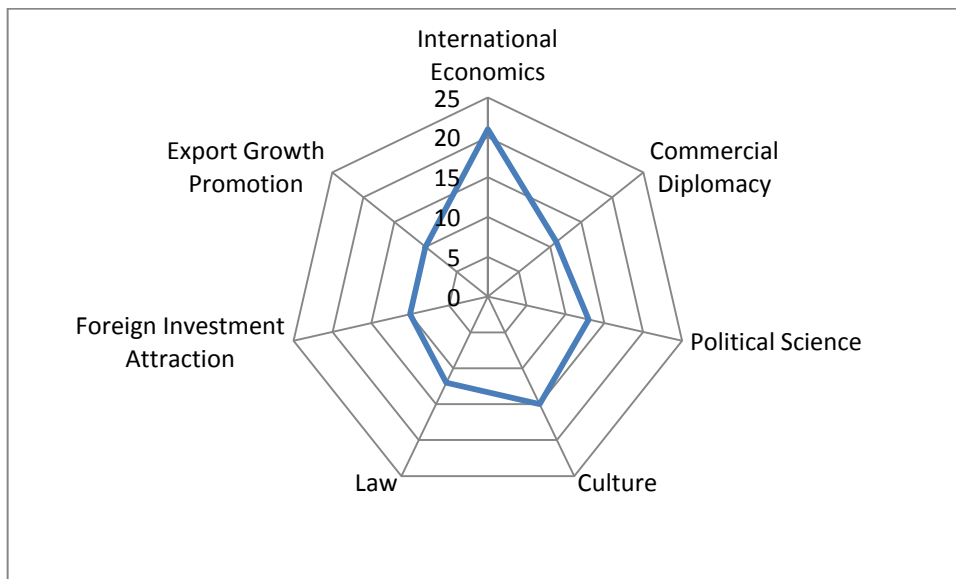 International
Economics
25
20
15
10
5
0
Commercial
Diplomacy
Political Science
Culture
Law
Foreign Investment
Attraction
Export Growth
Promotion